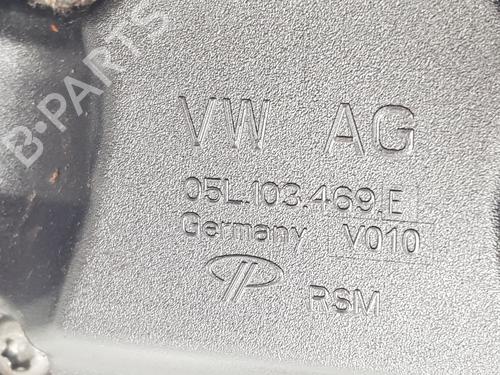 B-PARTS
VW AG
05L.103.469.E
Germany V010
RSM